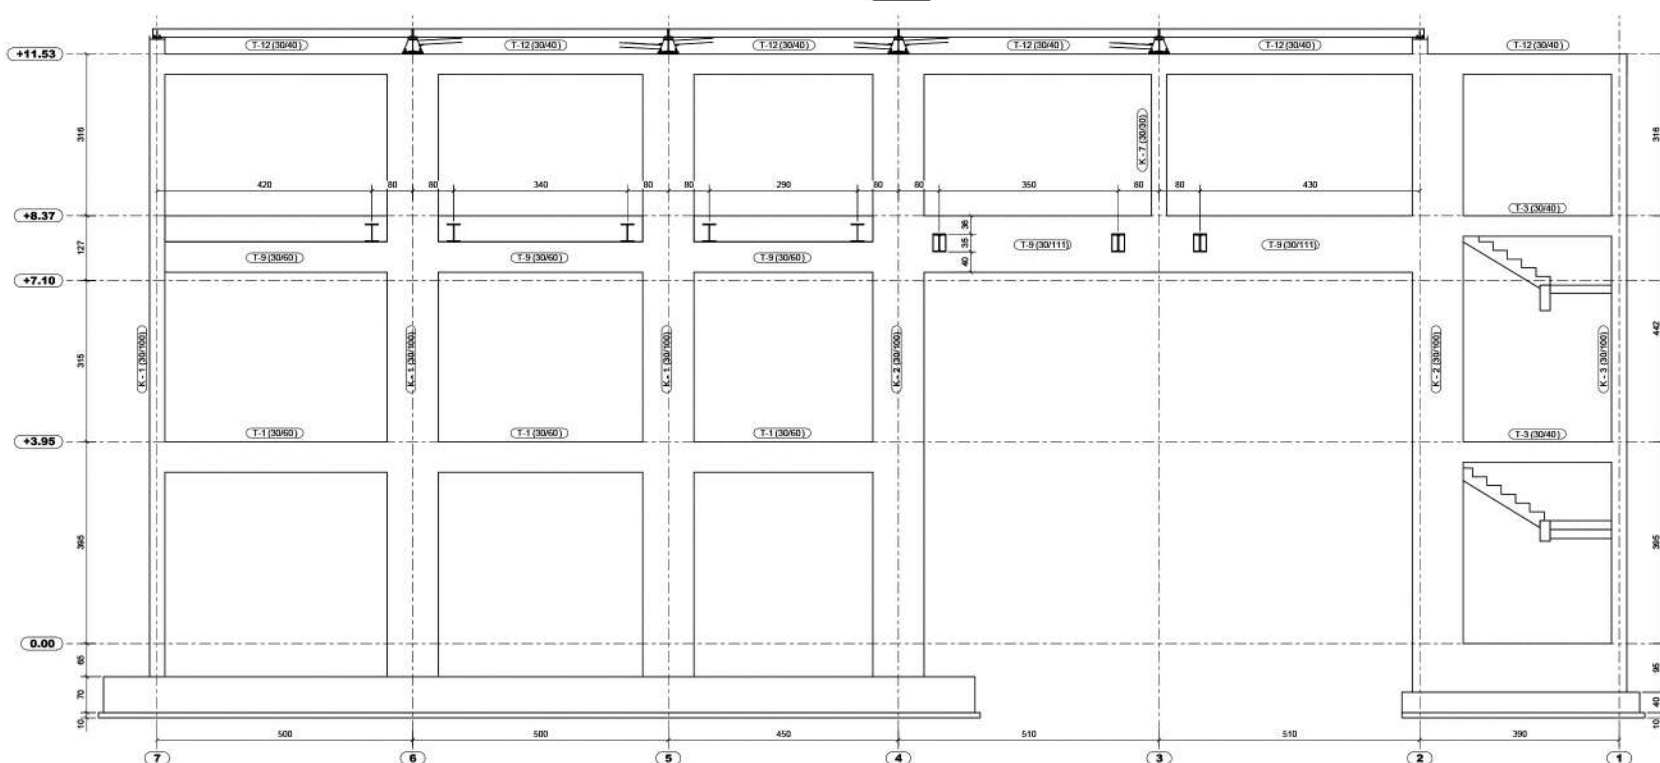 T-12 (30/40) T-12 (30/40) T-12 (30/40) T-12 (30/40) T-12 (30/40) T-12 (30/40)
+11.53
316 K - 7 (30/30) 316
420 80 80 340 80 80 290 80 80 350 80 80 430
+8.37 T-3 (30/40)
127 36 35 40
T-9 (30/111) T-9 (30/111)
T-9 (30/60) T-9 (30/60) T-9 (30/60)
+7.10
315 K - 1 (30/100) K - 1 (30/100) K - 1 (30/100) K - 2 (30/100) K - 2 (30/100) K - 3 (30/100) 442
T-1 (30/60) T-1 (30/60) T-1 (30/60) T-3 (30/40)
+3.95
395 395
0.00
65 95
70 40
10 10
500 500 450 510 510 390
7 6 5 4 3 2 1